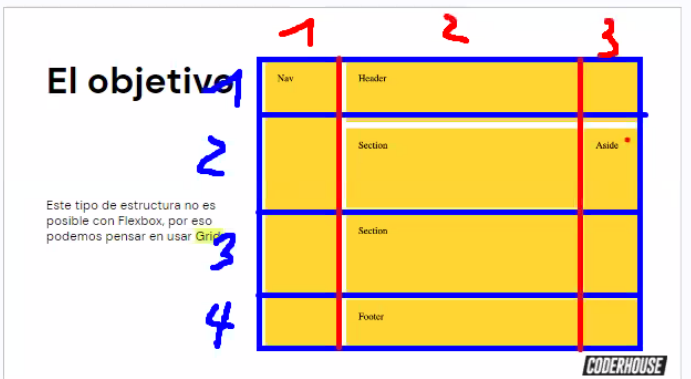 1 2 3
El objetivo
1
Nav
Header
2
Section
Aside
Este tipo de estructura no es
posible con Flexbox, por eso
podemos pensar en usar Grid
3
Section
4
Footer
CODERHOUSE